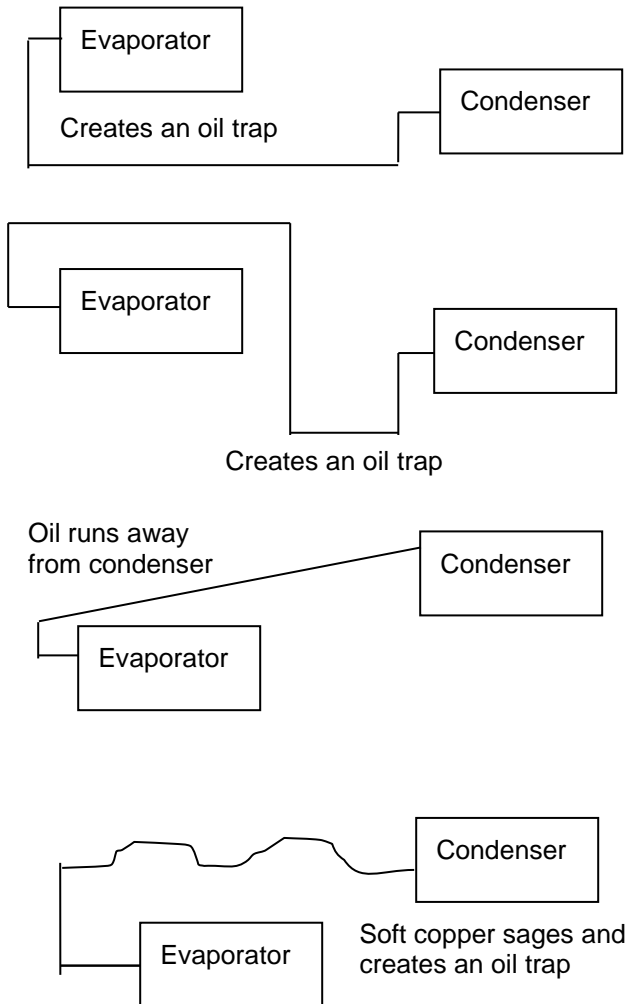 Evaporator
Condenser
Creates an oil trap
Evaporator
Condenser
Creates an oil trap
Oil runs away
from condenser
Condenser
Evaporator
Condenser
Evaporator
Soft copper sages and
creates an oil trap